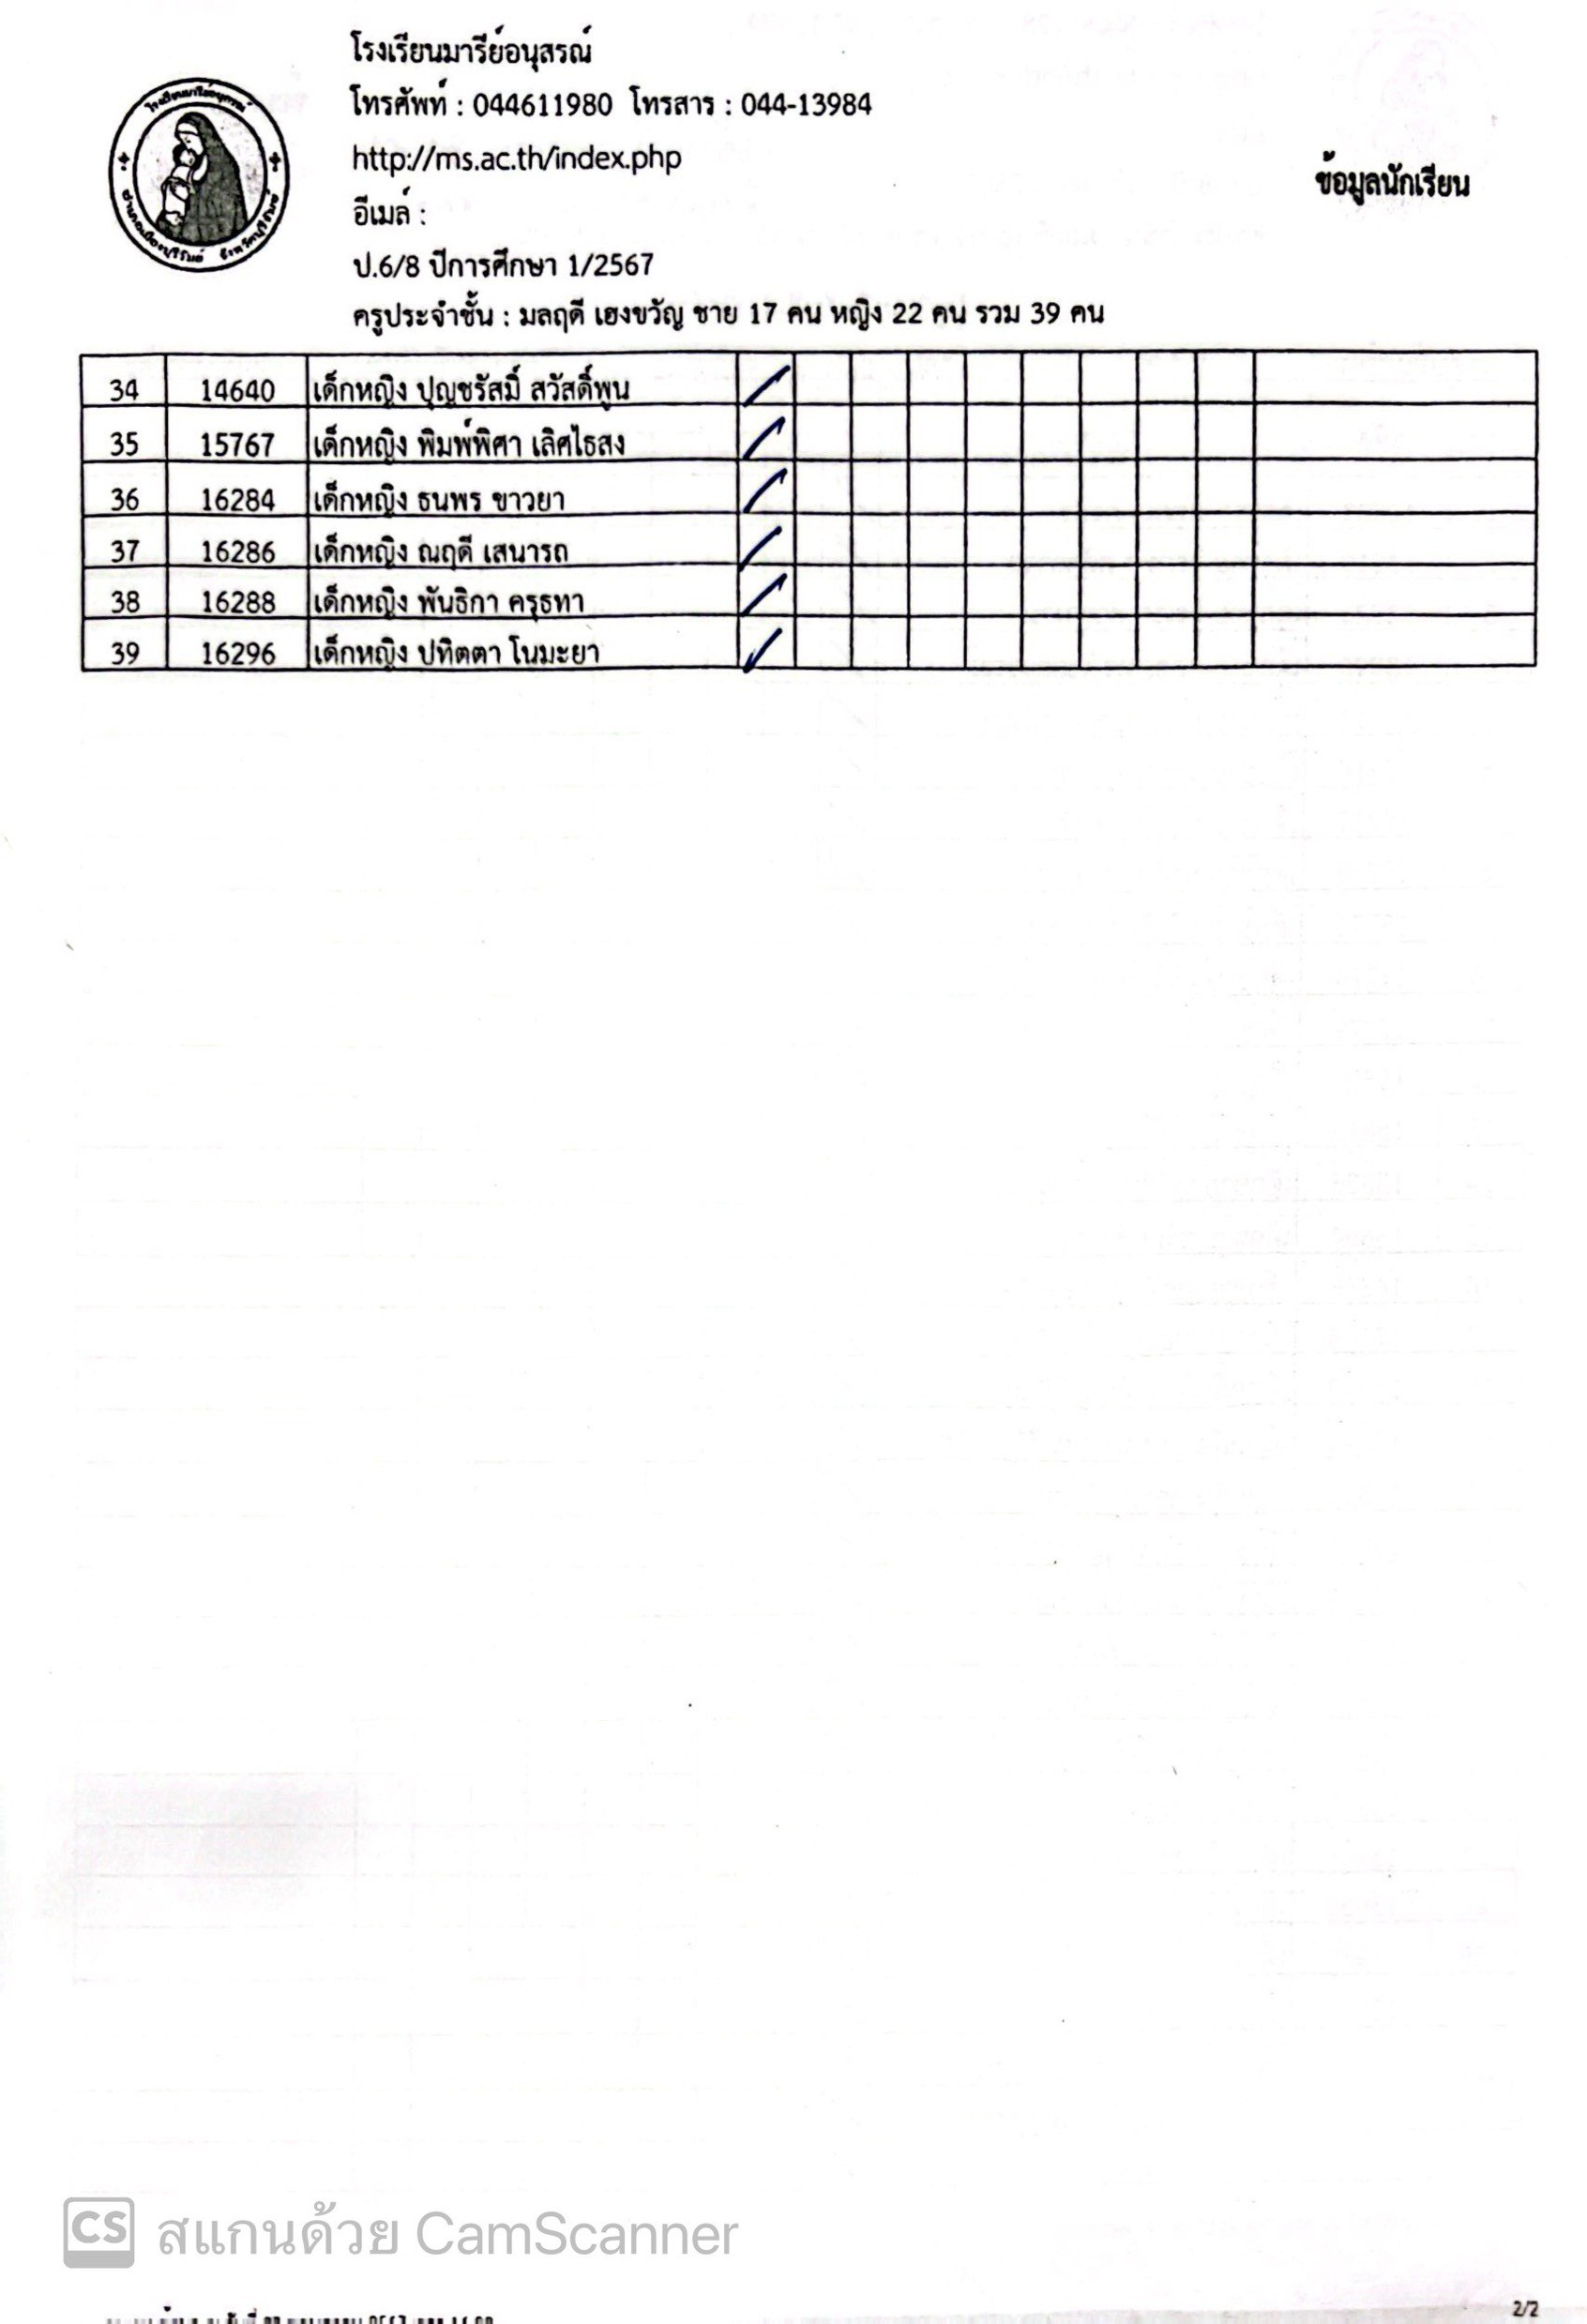 โรงเรียนมารีย์อนุสรณ์
โทรศัพท์ : 044611980 โทรสาร : 044-13984
http://ms.ac.th/index.php
อีเมล์ :
ข้อมูลนักเรียน
ป.6/8 ปีการศึกษา 1/2567
ครูประจำชั้น : มลฤดี เฮงขวัญ ชาย 17 คน หญิง 22 คน รวม 39 คน
34 14640 เด็กหญิง ปุญชรัสมิ์ สวัสดิ์พูน
35 15767 เด็กหญิง พิมพ์พิศา เลิศไธสง
36 16284 เด็กหญิง ธนพร ขาวยา
37 16286 เด็กหญิง ณฤดี เสนารถ
38 16288 เด็กหญิง พันธิกา ครุธทา
39 16296 เด็กหญิง ปทิตตา โนมะยา
CS สแกนด้วย CamScanner
2/2